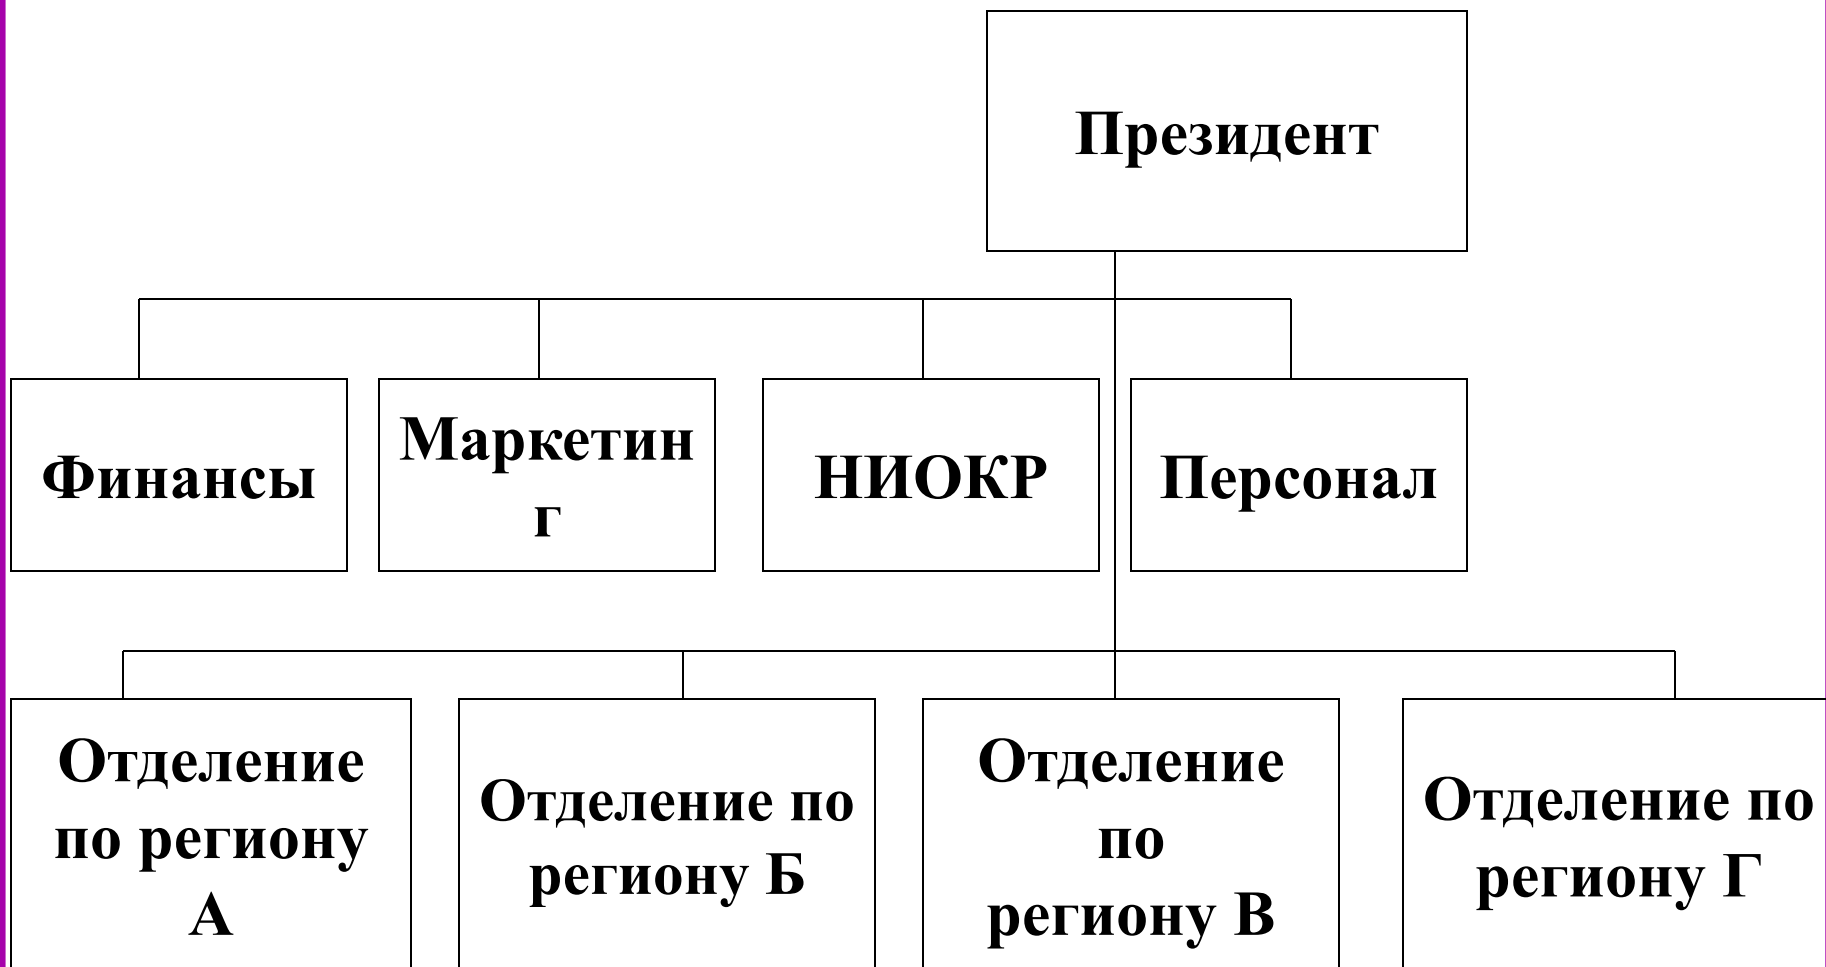 Президент
Финансы
Маркетин
г
НИОКР
Персонал
Отделение
по региону
А
Отделение по
региону Б
Отделение
по
региону В
Отделение по
региону Г